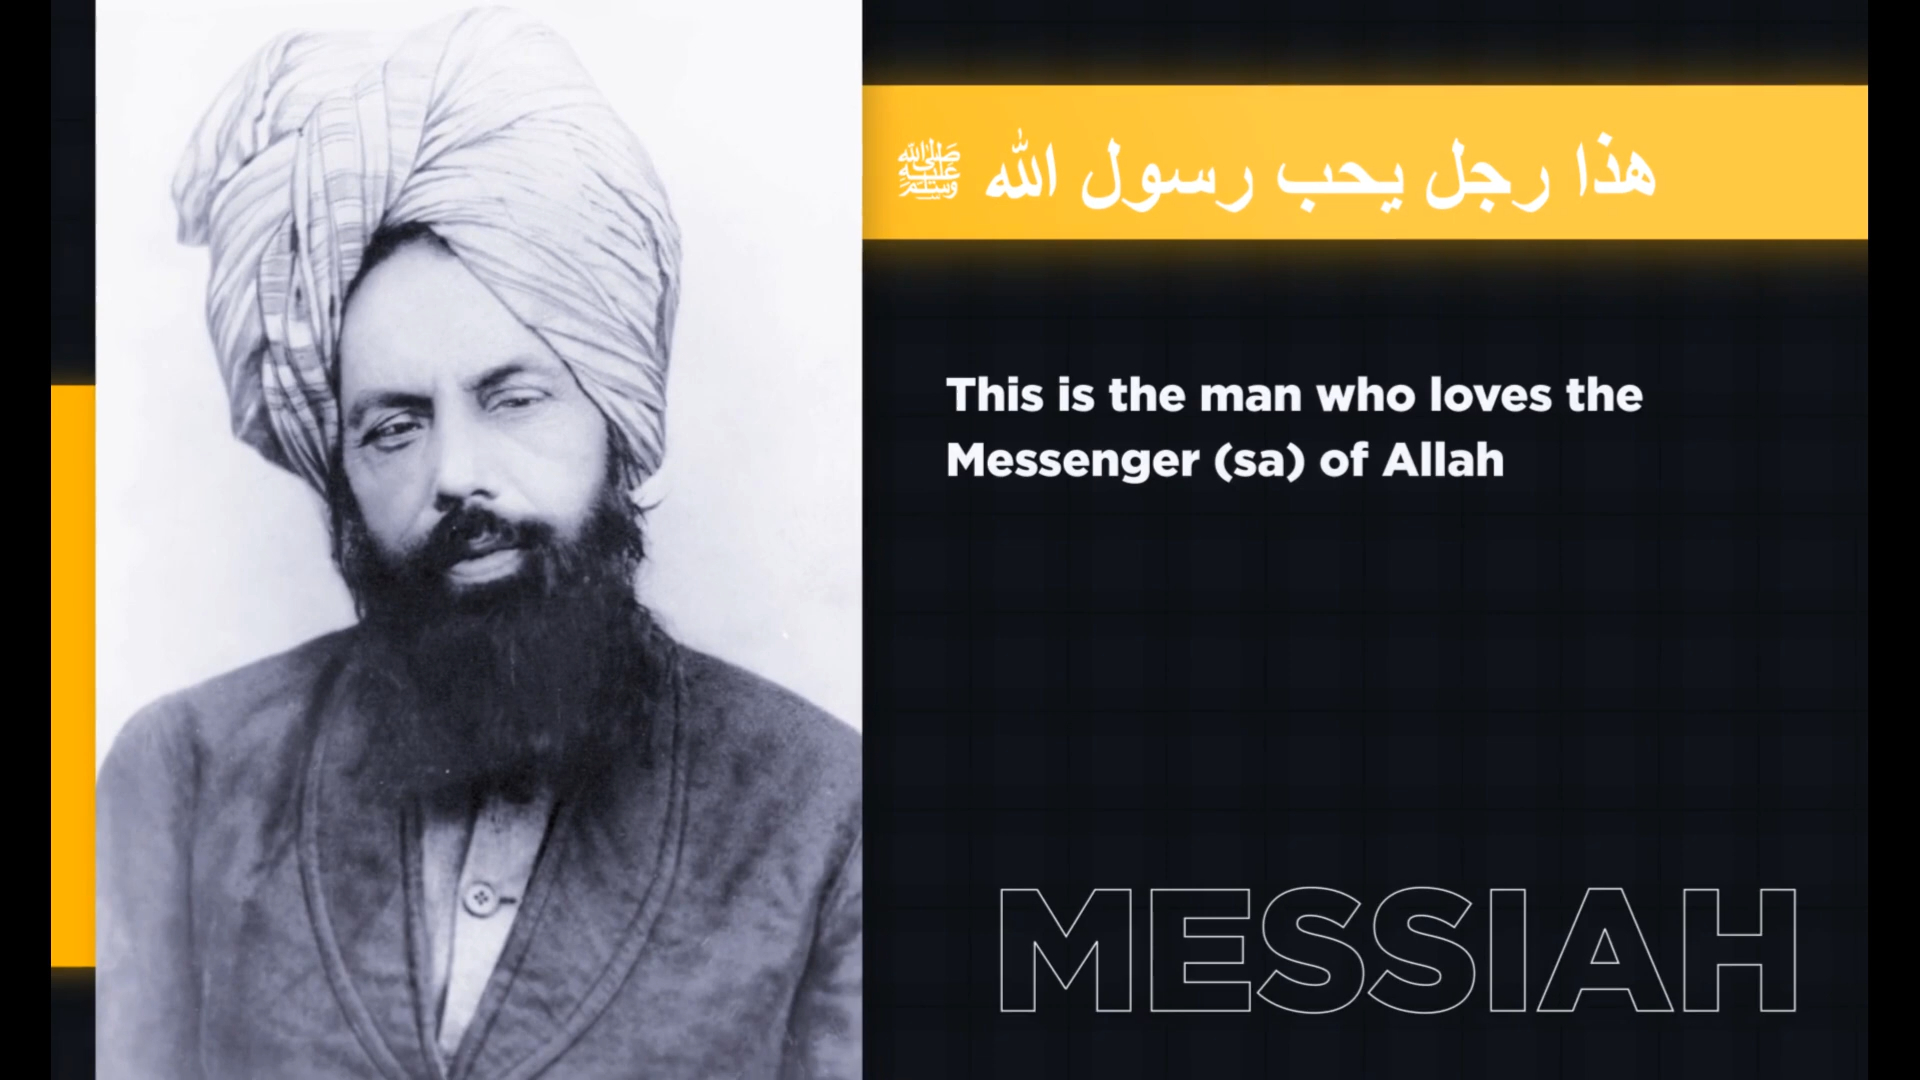 هذا رجل يحب رسول الله ﷺ
This is the man who loves the
Messenger (sa) of Allah
MESSIAH